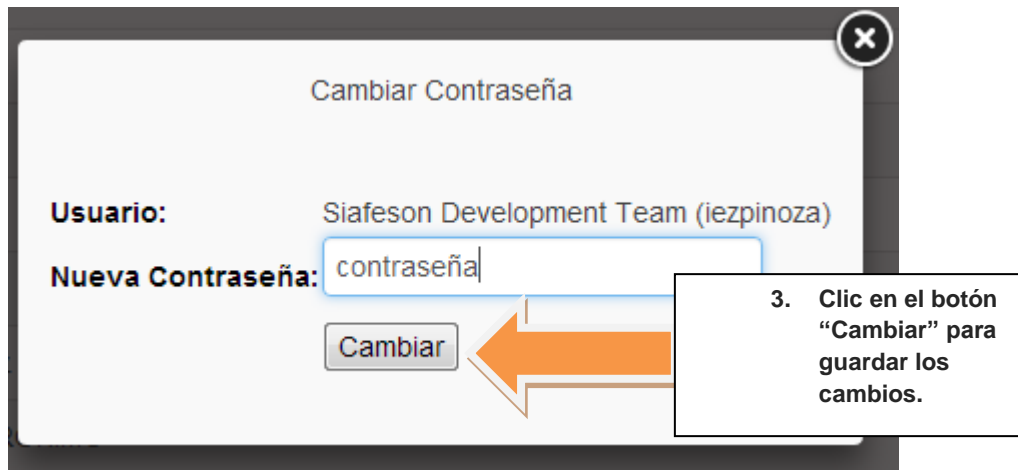 Cambiar Contraseña
Usuario: Siafeson Development Team (iezpinoza)
Nueva Contraseña: contraseña
Cambiar
3. Clic en el botón
“Cambiar” para
guardar los
cambios.